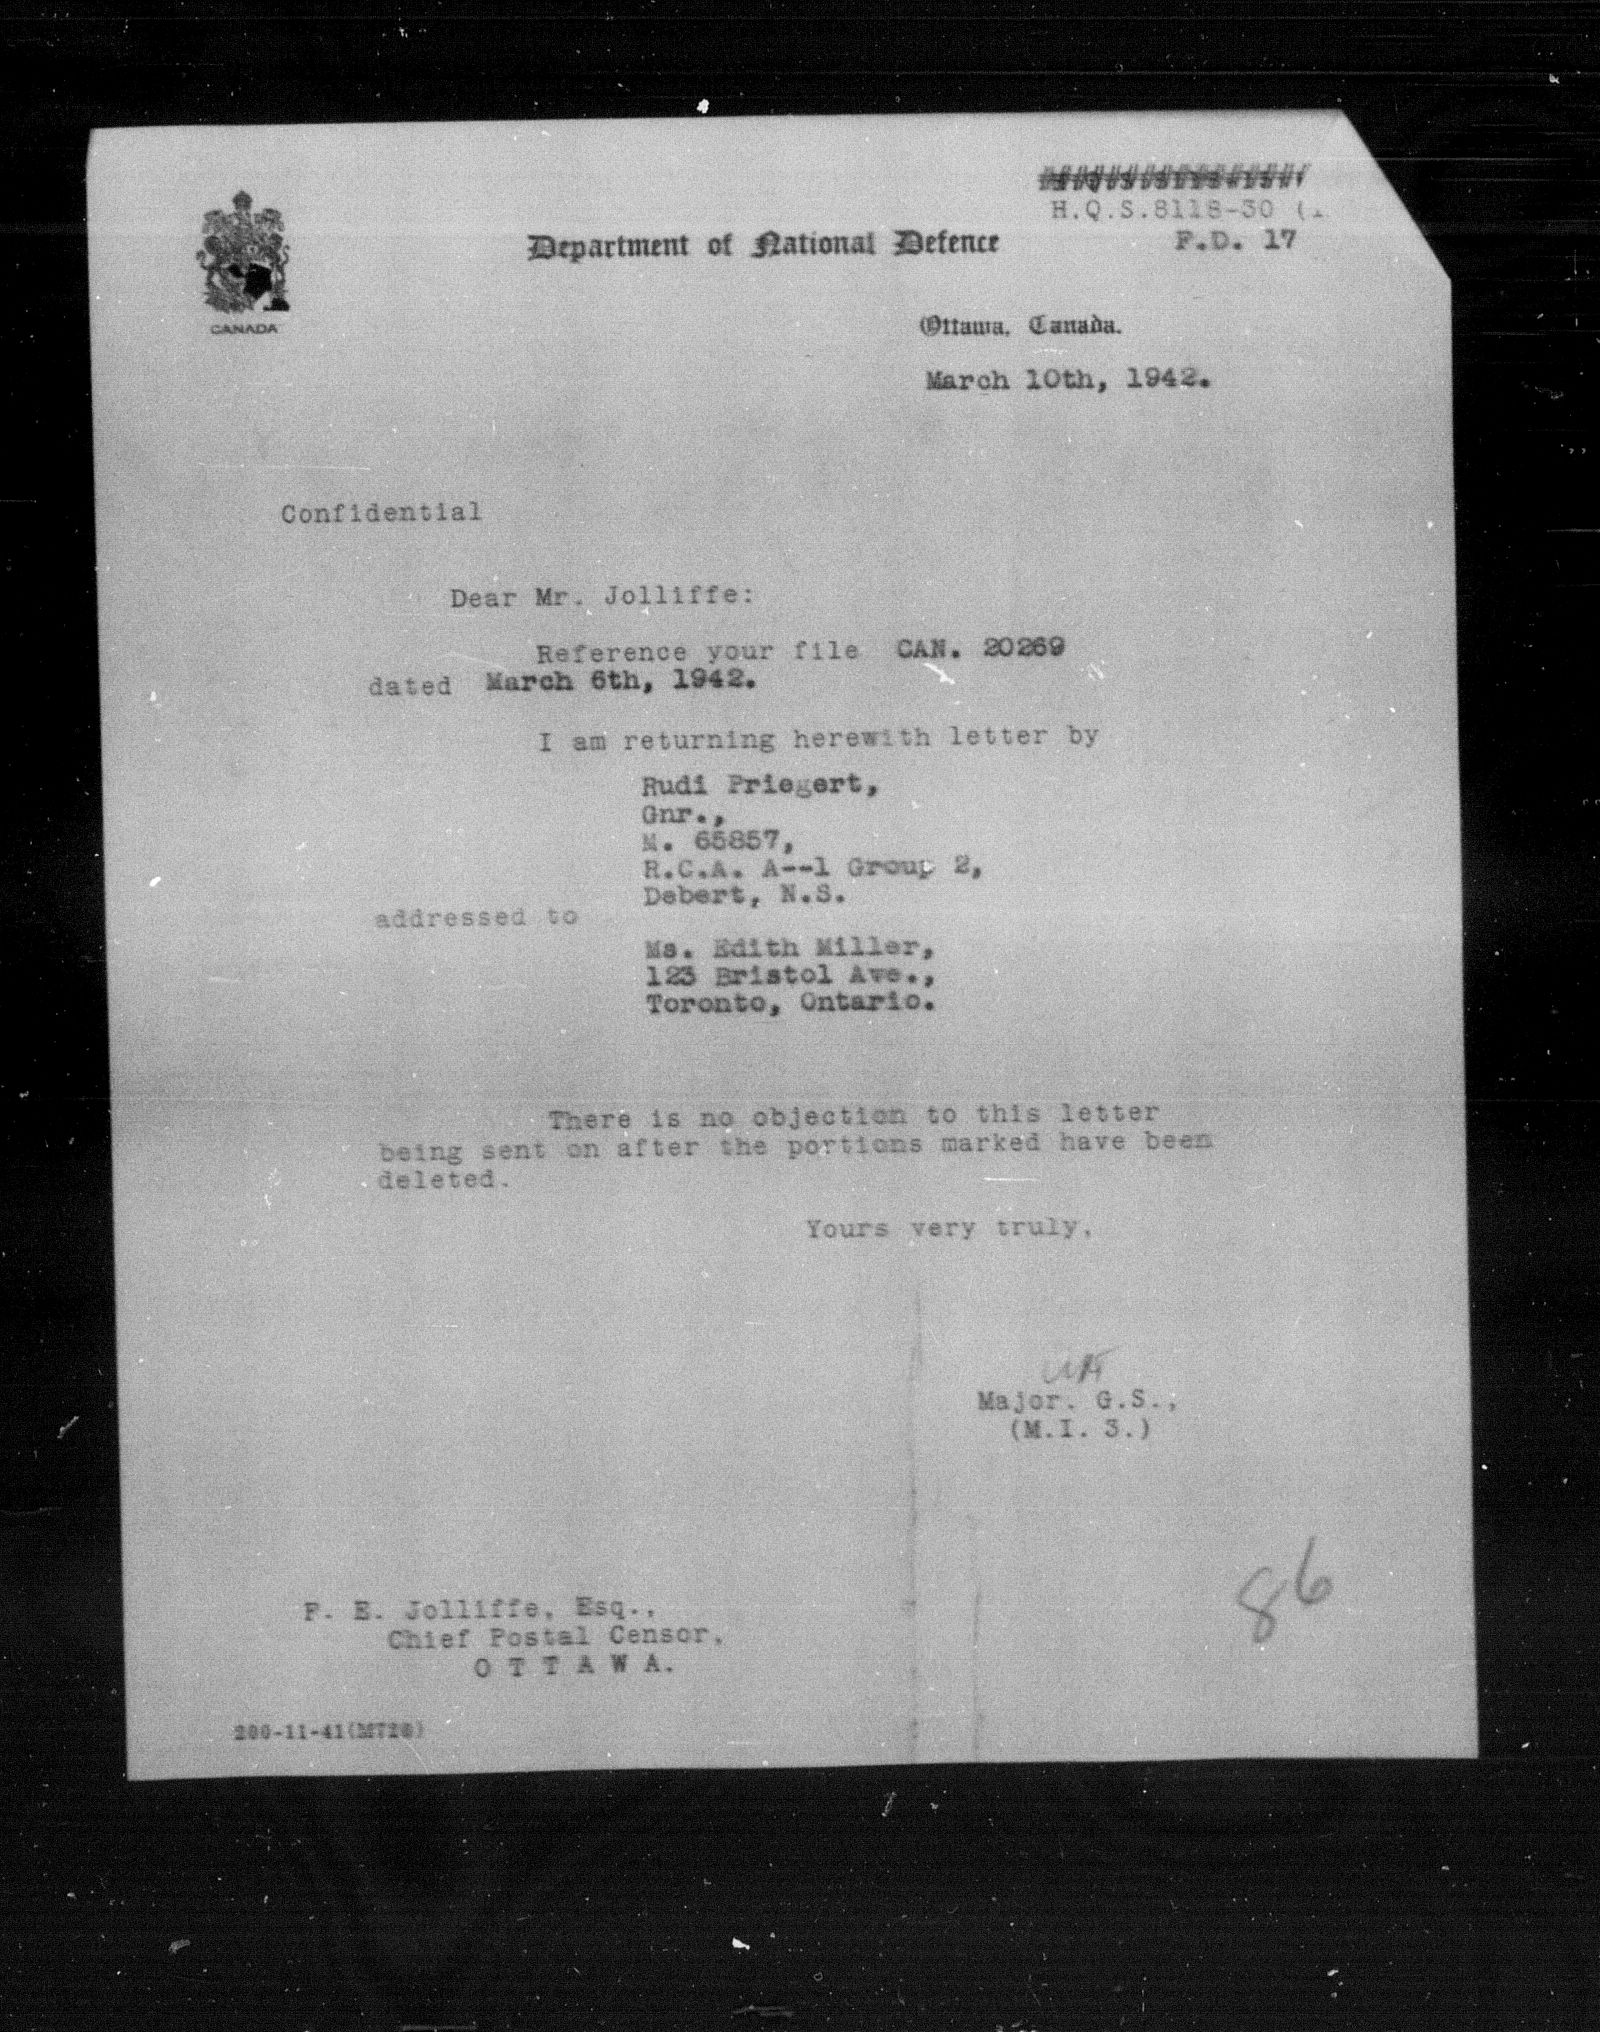 H.Q.S.8118-30 (1
Department of National Defence
F.D. 17
CANADA
Ottawa, Canada.
March 10th, 1942.
Confidential
Dear Mr. Jolliffe:
Reference your file CAN. 20269
dated March 6th, 1942.
I am returning herewith letter by
Rudi Priegert,
Gnr.,
M. 65857,
R.C.A. A--1 Group 2,
Debert, N.S.
addressed to
Ms. Edith Miller,
123 Bristol Ave.,
Toronto, Ontario.
There is no objection to this letter
being sent on after the portions marked have been
deleted.
Yours very truly,
Major. G.S.,
(M.I. 3.)
86
F. E. Jolliffe, Esq.,
Chief Postal Censor,
O T T A W A.
200-11-41(M728)